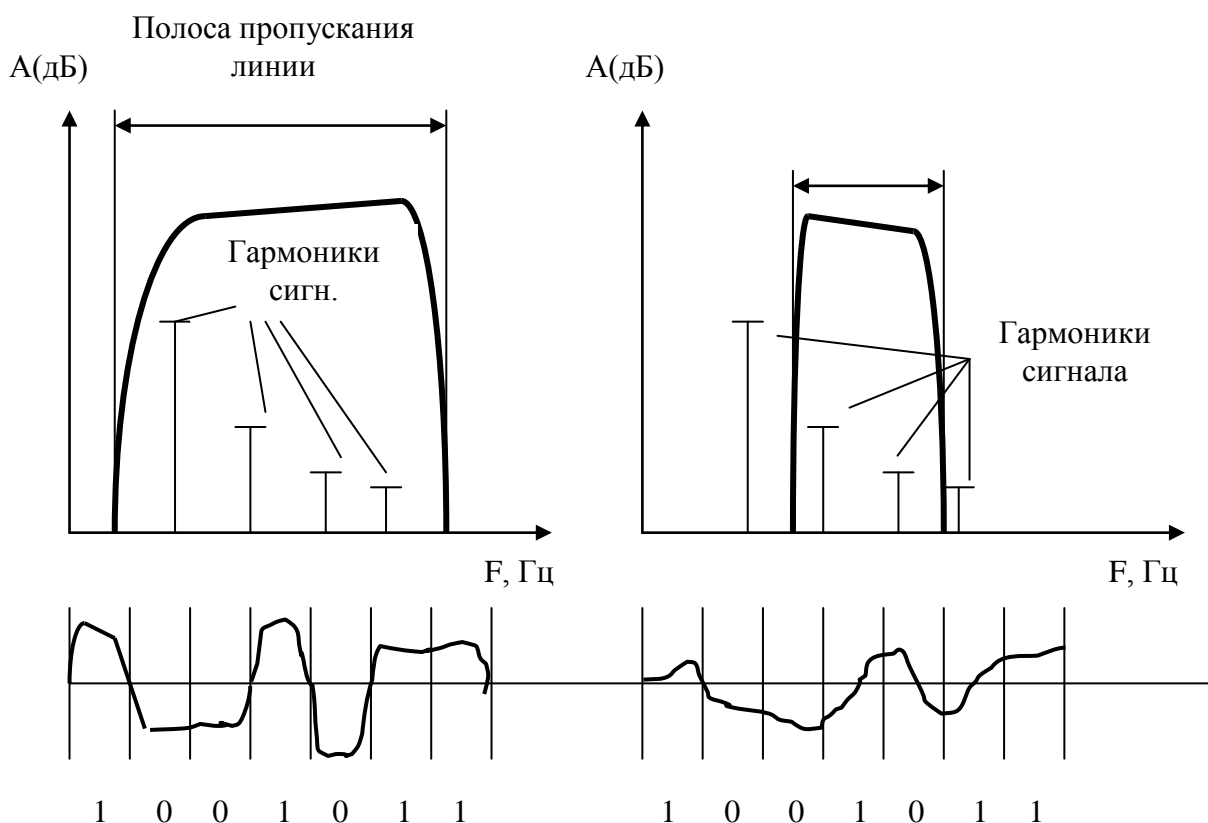 Полоса пропускания
линии
А(дБ)
А(дБ)
Гармоники
сигн.
Гармоники
сигнала
F, Гц
F, Гц
1 0 0 1 0 1 1
1 0 0 1 0 1 1